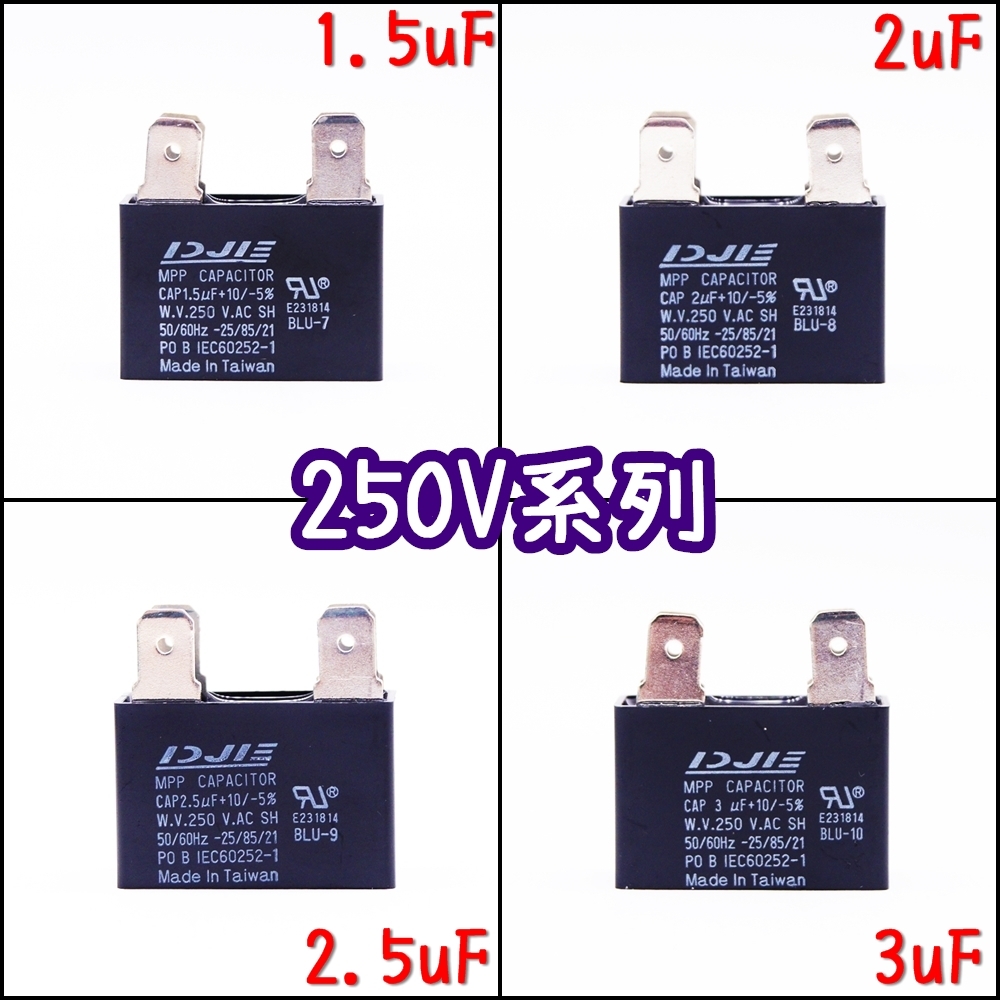 1.5uF
DJIE
MPP CAPACITOR
CAP1.5μF+10/-5%
W.V.250 V.AC SH
50/60Hz -25/85/21
PO B IEC60252-1
Made In Taiwan
RU®
E231814
BLU-7
2uF
DJIE
MPP CAPACITOR
CAP 2μF+10/-5%
W.V.250 V.AC SH
50/60Hz -25/85/21
PO B IEC60252-1
Made In Taiwan
RU®
E231814
BLU-8
250V系列
DJIE
MPP CAPACITOR
CAP2.5μF+10/-5%
W.V.250 V.AC SH
50/60Hz -25/85/21
PO B IEC60252-1
Made In Taiwan
RU®
E231814
BLU-9
2.5uF
DJIE
MPP CAPACITOR
CAP 3 μF+10/-5%
W.V.250 V.AC SH
50/60Hz -25/85/21
PO B IEC60252-1
Made In Taiwan
RU®
E231814
BLU-10
3uF